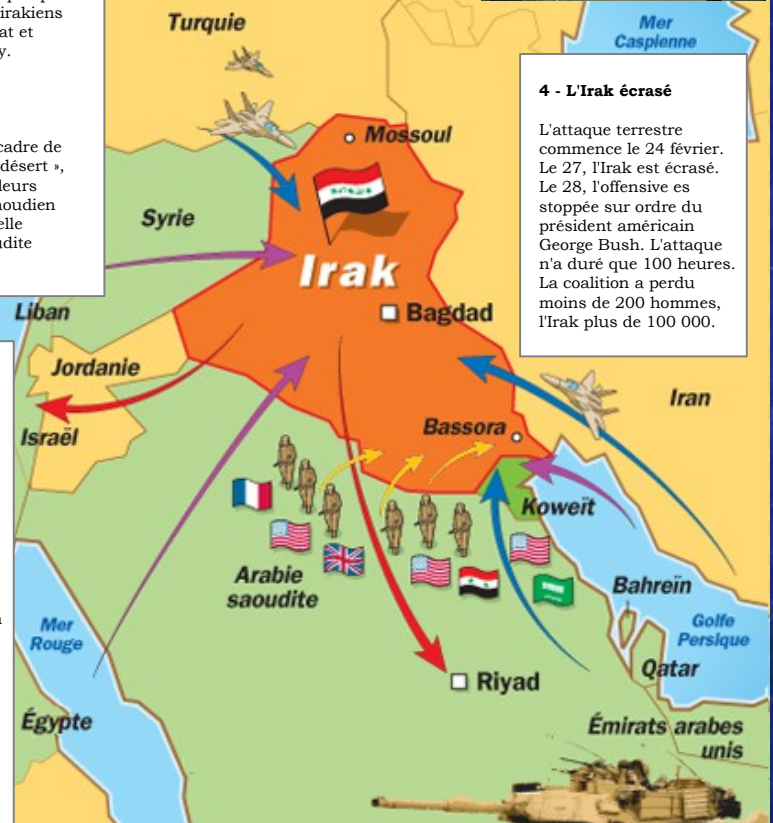 irakiens
at et
y.
cadre de
désert »,
leurs
aoudien
elle
udite
Turquie
Mer
Caspienne
4 - L'Irak écrasé
L'attaque terrestre
commence le 24 février.
Le 27, l'Irak est écrasé.
Le 28, l'offensive es
stoppée sur ordre du
président américain
George Bush. L'attaque
n'a duré que 100 heures.
La coalition a perdu
moins de 200 hommes,
l'Irak plus de 100 000.
Mossoul
Syrie
Irak
Bagdad
Liban
Jordanie
Israël
Iran
Bassora
Koweït
Arabie
saoudite
Bahreïn
Golfe
Persique
Qatar
Mer
Rouge
Riyad
Égypte
Émirats arabes
unis